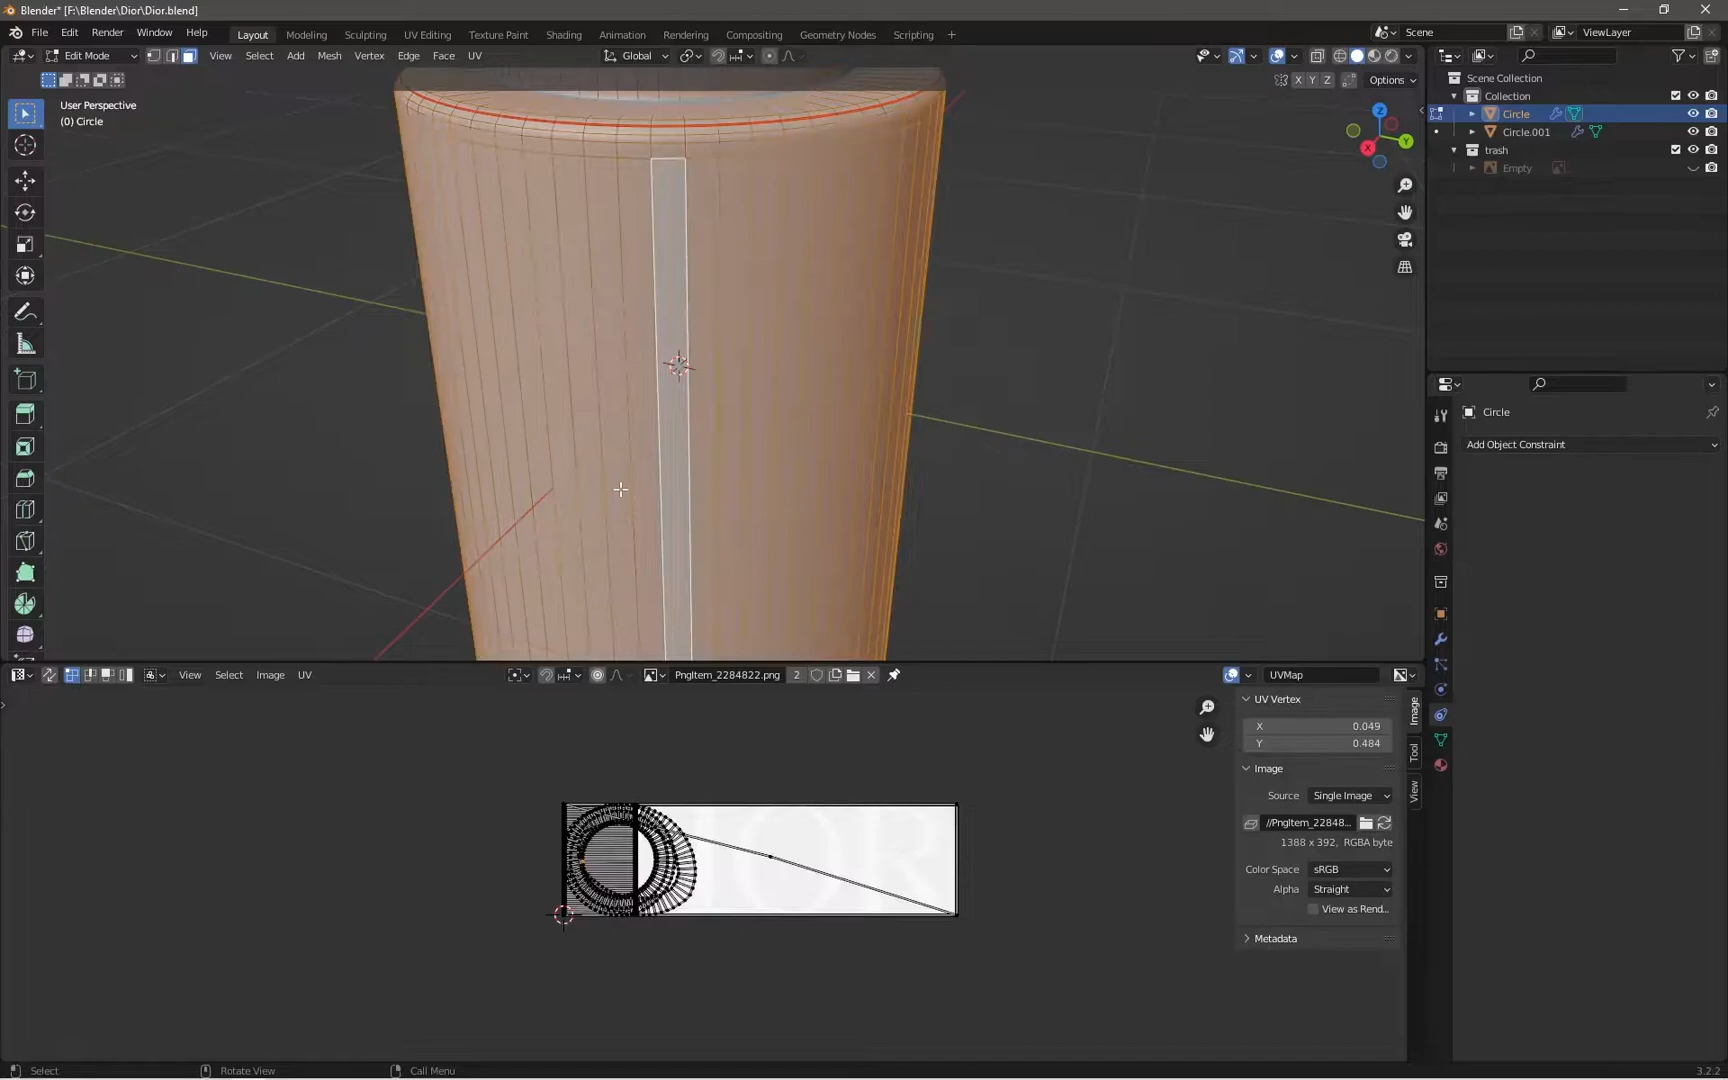 Blender* [F:\Blender\Dior\Dior.blend]
File Edit Render Window Help Layout Modeling Sculpting UV Editing Texture Paint Shading Animation Rendering Compositing Geometry Nodes Scripting + Scene ViewLayer
Edit Mode View Select Add Mesh Vertex Edge Face UV Global
X Y Z Options
User Perspective
(0) Circle
Z
Y
X
Scene Collection
Collection
Circle
Circle.001
trash
Empty
Circle
Add Object Constraint
View Select Image UV PngItem_2284822.png 2 UVMap
UV Vertex
X 0.049
Y 0.484
Image
Source Single Image
//PngItem_22848...
1388 x 392, RGBA byte
Color Space sRGB
Alpha Straight
View as Rend...
Metadata
Image
Tool
View
IOR
Select Rotate View Call Menu 3.2.2